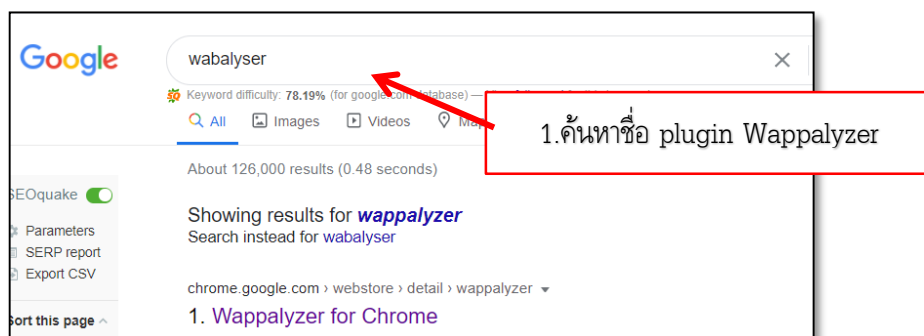 Google
wabalyser
Keyword difficulty: 78.19% (for google.com database) —
All Images Videos
1.ค้นหาชื่อ plugin Wappalyzer
About 126,000 results (0.48 seconds)
SEOquake
Showing results for wappalyzer
Parameters
Search instead for wabalyser
SERP report
Export CSV
chrome.google.com › webstore › detail › wappalyzer
1. Wappalyzer for Chrome
Sort this page